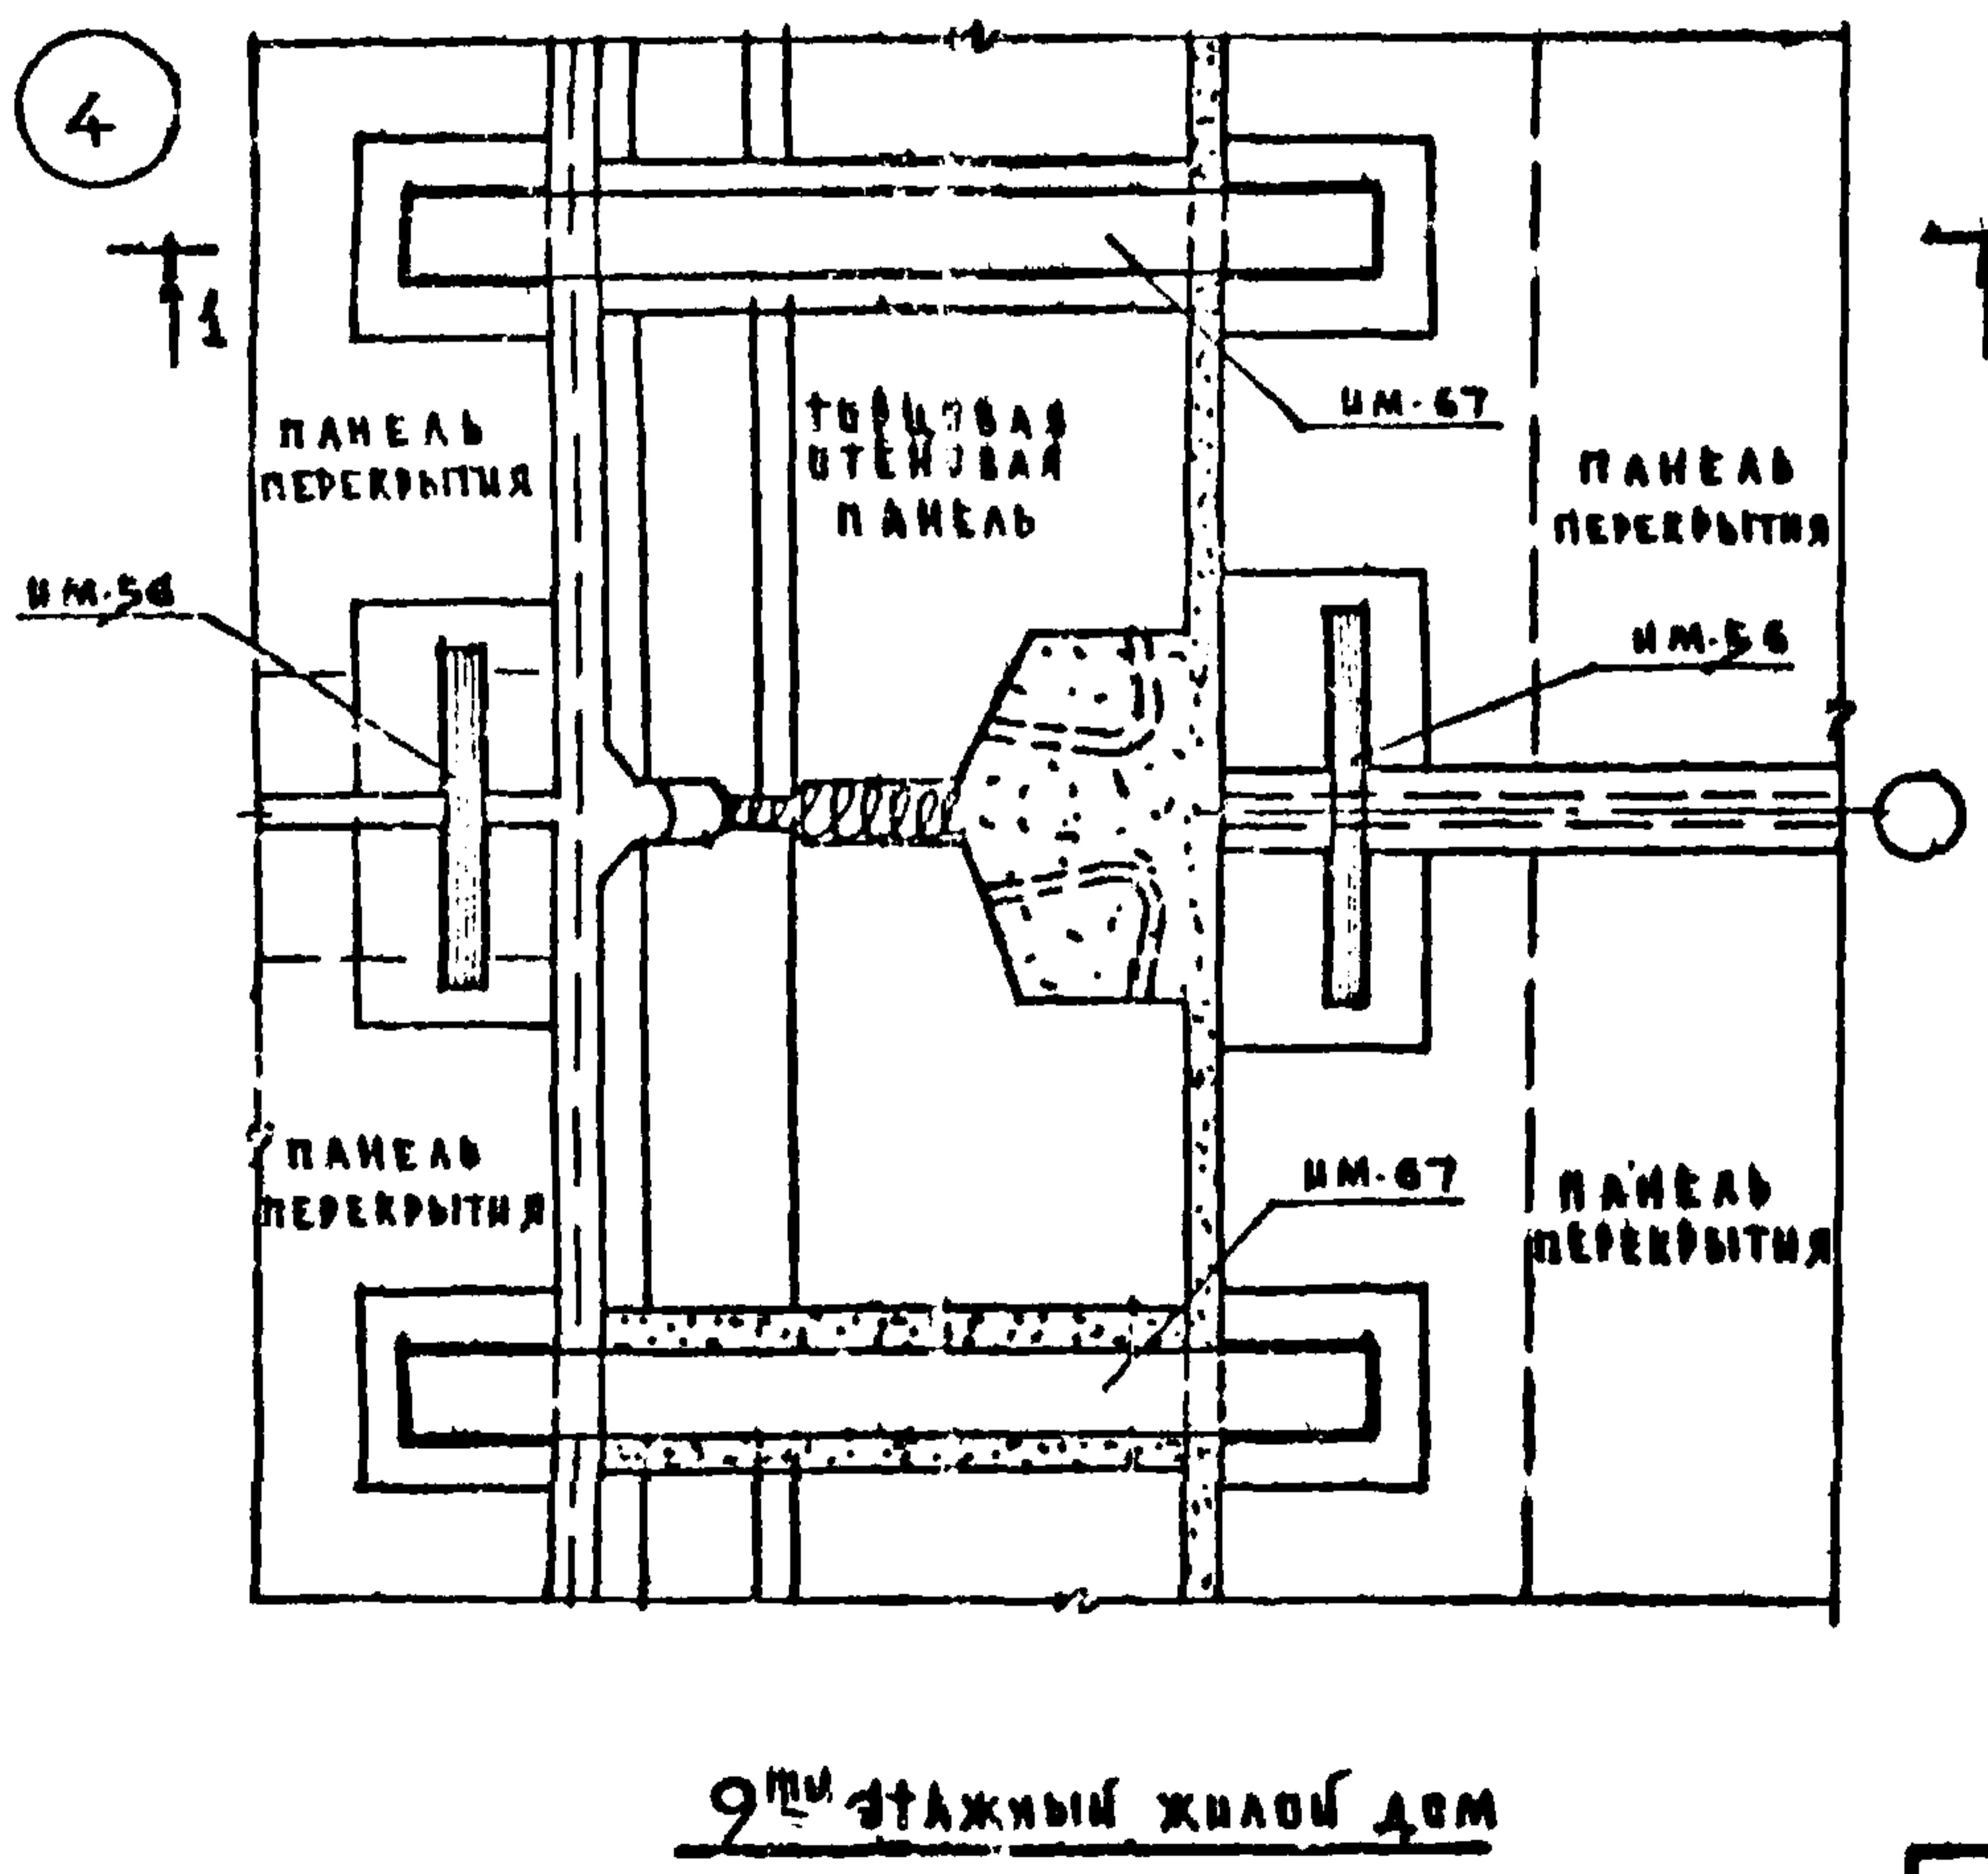 4
1
ПАНЕЛЬ
ПЕРЕКРЫТИЯ
ТОРЦОВАЯ
СТЕНОВАЯ
ПАНЕЛЬ
ИМ-67
ПАНЕЛЬ
ПЕРЕКРЫТИЯ
ИМ-56
ИМ-56
ПАНЕЛЬ
ПЕРЕКРЫТИЯ
ИМ-67
ПАНЕЛЬ
ПЕРЕКРЫТИЯ
9ти ЭТАЖНЫЙ ЖИЛОЙ ДОМ